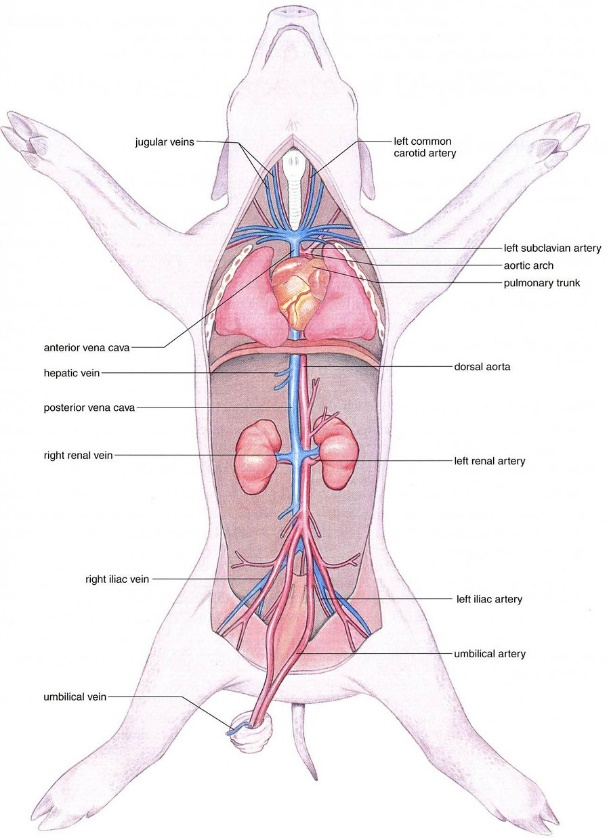 jugular veins
left common
carotid artery
left subclavian artery
aortic arch
pulmonary trunk
anterior vena cava
hepatic vein
dorsal aorta
posterior vena cava
right renal vein
left renal artery
right iliac vein
left iliac artery
umbilical artery
umbilical vein